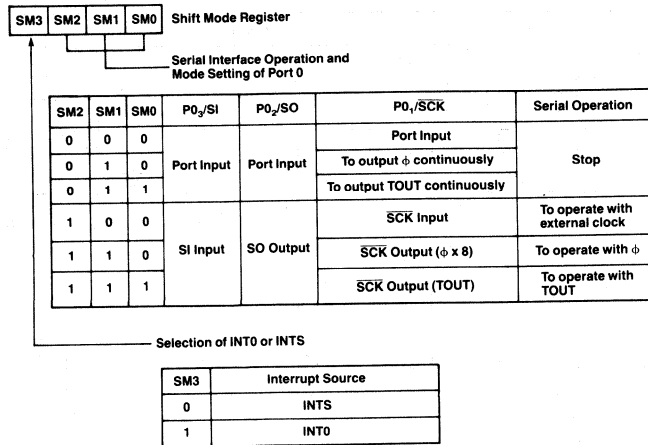 SM3 SM2 SM1 SM0 Shift Mode Register
Serial Interface Operation and
Mode Setting of Port 0
SM2 SM1 SM0 P0₃/SI P0₂/SO P0₁/S̅C̅K̅ Serial Operation
0 0 0 Port Input Port Input Port Input Stop
0 1 0 To output ϕ continuously
0 1 1 To output TOUT continuously
1 0 0 SI Input SO Output S̅C̅K̅ Input To operate with
external clock
1 1 0 S̅C̅K̅ Output (ϕ x 8) To operate with ϕ
1 1 1 S̅C̅K̅ Output (TOUT) To operate with
TOUT
Selection of INT0 or INTS
SM3 Interrupt Source
0 INTS
1 INT0